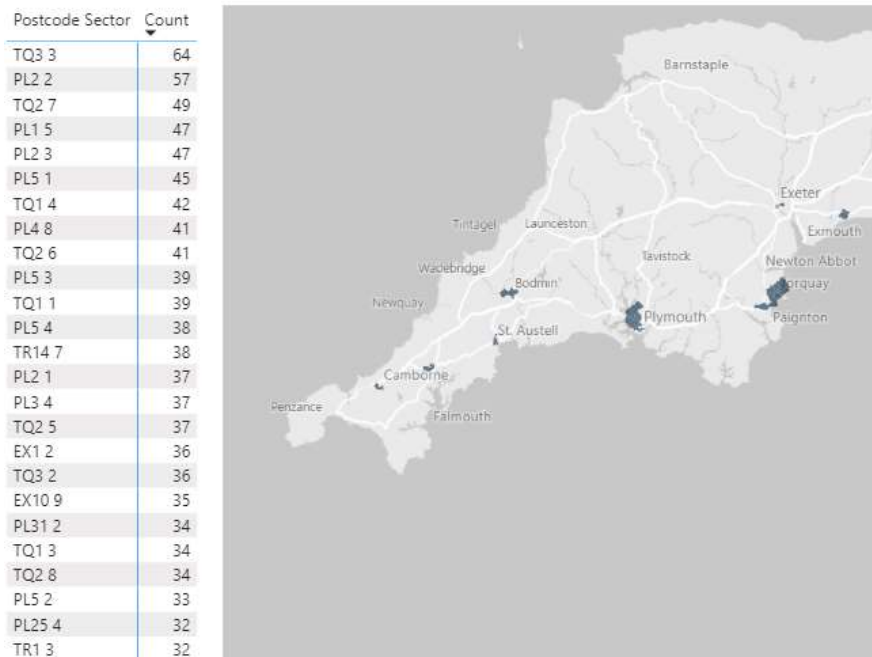 Postcode Sector Count
TQ3 3 64
PL2 2 57
TQ2 7 49
PL1 5 47
PL2 3 47
PL5 1 45
TQ1 4 42
PL4 8 41
TQ2 6 41
PL5 3 39
TQ1 1 39
PL5 4 38
TR14 7 38
PL2 1 37
PL3 4 37
TQ2 5 37
EX1 2 36
TQ3 2 36
EX10 9 35
PL31 2 34
TQ1 3 34
TQ2 8 34
PL5 2 33
PL25 4 32
TR1 3 32
Barnstaple
Exeter
Tintagel
Launceston
Exmouth
Tavistock
Newton Abbot
Wadebridge
Bodmin
orquay
Newquay
Plymouth
Paignton
St. Austell
Camborne
Penzance
Falmouth